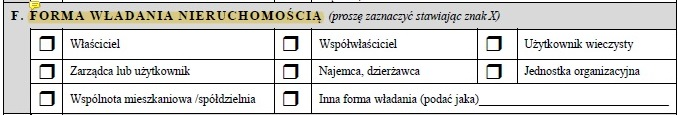 F. FORMA WŁADANIA NIERUCHOMOŚCIĄ (proszę zaznaczyć stawiając znak X)
Właściciel Współwłaściciel Użytkownik wieczysty
Zarządca lub użytkownik Najemca, dzierżawca Jednostka organizacyjna
Wspólnota mieszkaniowa /spółdzielnia Inna forma władania (podać jaka)